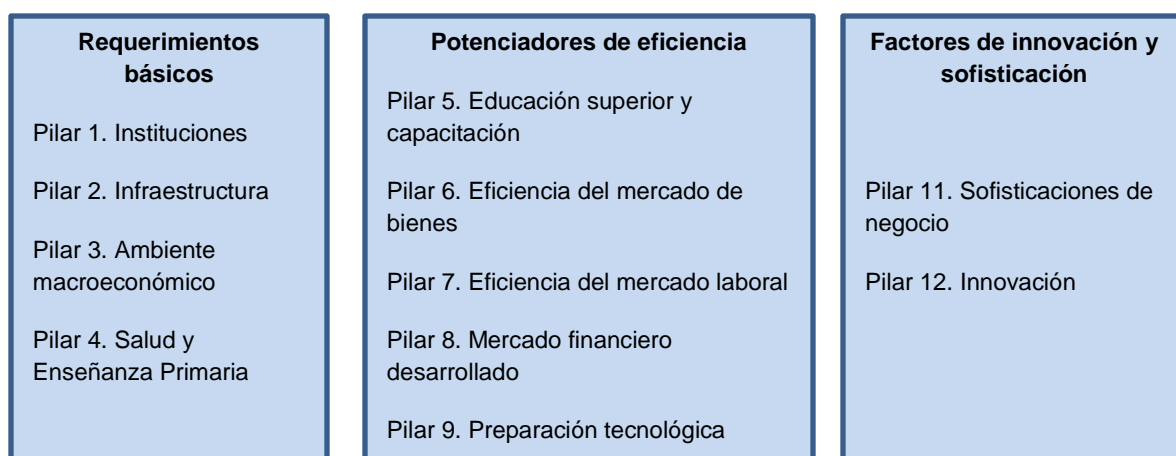 Requerimientos
básicos
Pilar 1. Instituciones
Pilar 2. Infraestructura
Pilar 3. Ambiente
macroeconómico
Pilar 4. Salud y
Enseñanza Primaria
Potenciadores de eficiencia
Pilar 5. Educación superior y
capacitación
Pilar 6. Eficiencia del mercado de
bienes
Pilar 7. Eficiencia del mercado laboral
Pilar 8. Mercado financiero
desarrollado
Pilar 9. Preparación tecnológica
Factores de innovación y
sofisticación
Pilar 11. Sofisticaciones de
negocio
Pilar 12. Innovación